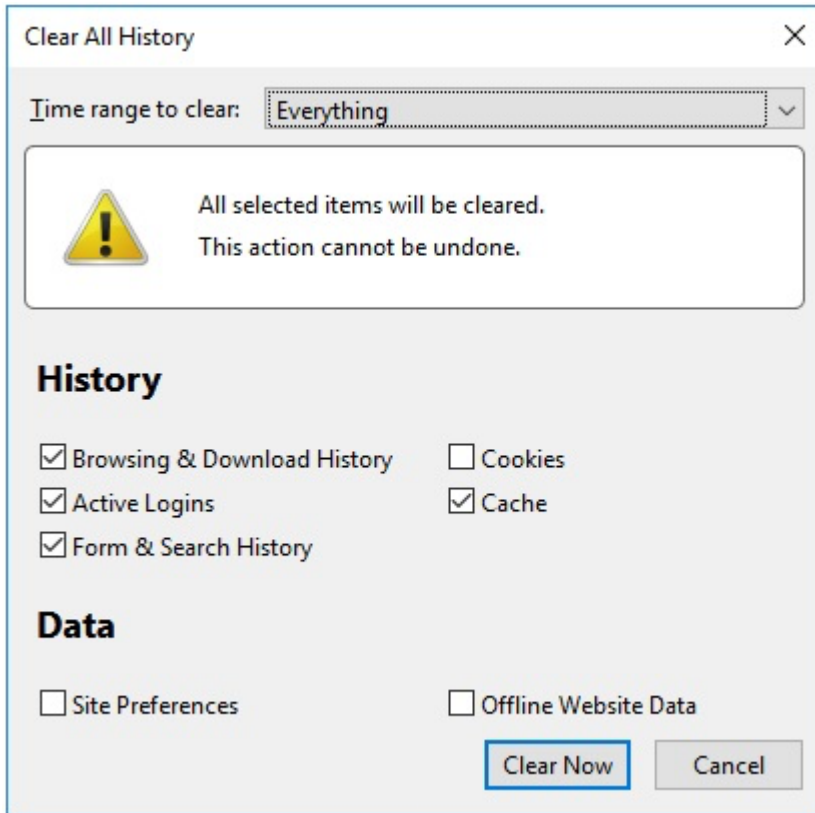 Clear All History
Time range to clear: Everything
All selected items will be cleared.
This action cannot be undone.
History
Browsing & Download History Cookies
Active Logins Cache
Form & Search History
Data
Site Preferences Offline Website Data
Clear Now Cancel